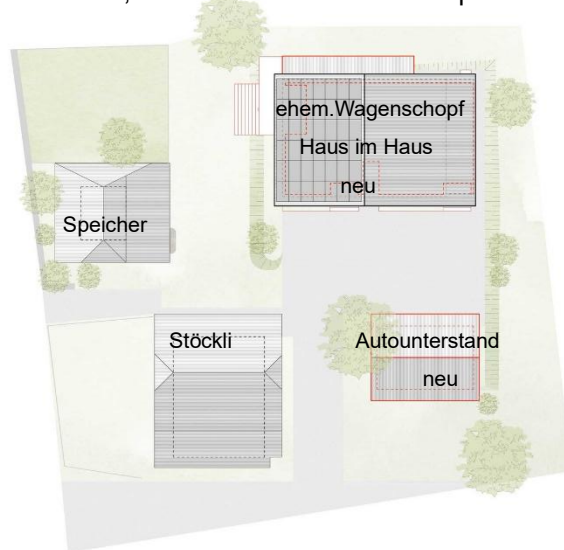 ehem.Wagenschopf
Haus im Haus
neu
Speicher
Stöckli
Autounterstand
neu